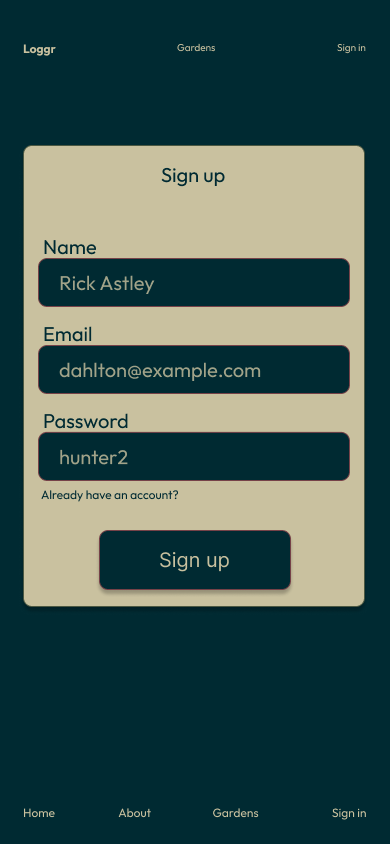 Loggr Gardens Sign in
Sign up
Name
Rick Astley
Email
dahlton@example.com
Password
hunter2
Already have an account?
Sign up
Home About Gardens Sign in